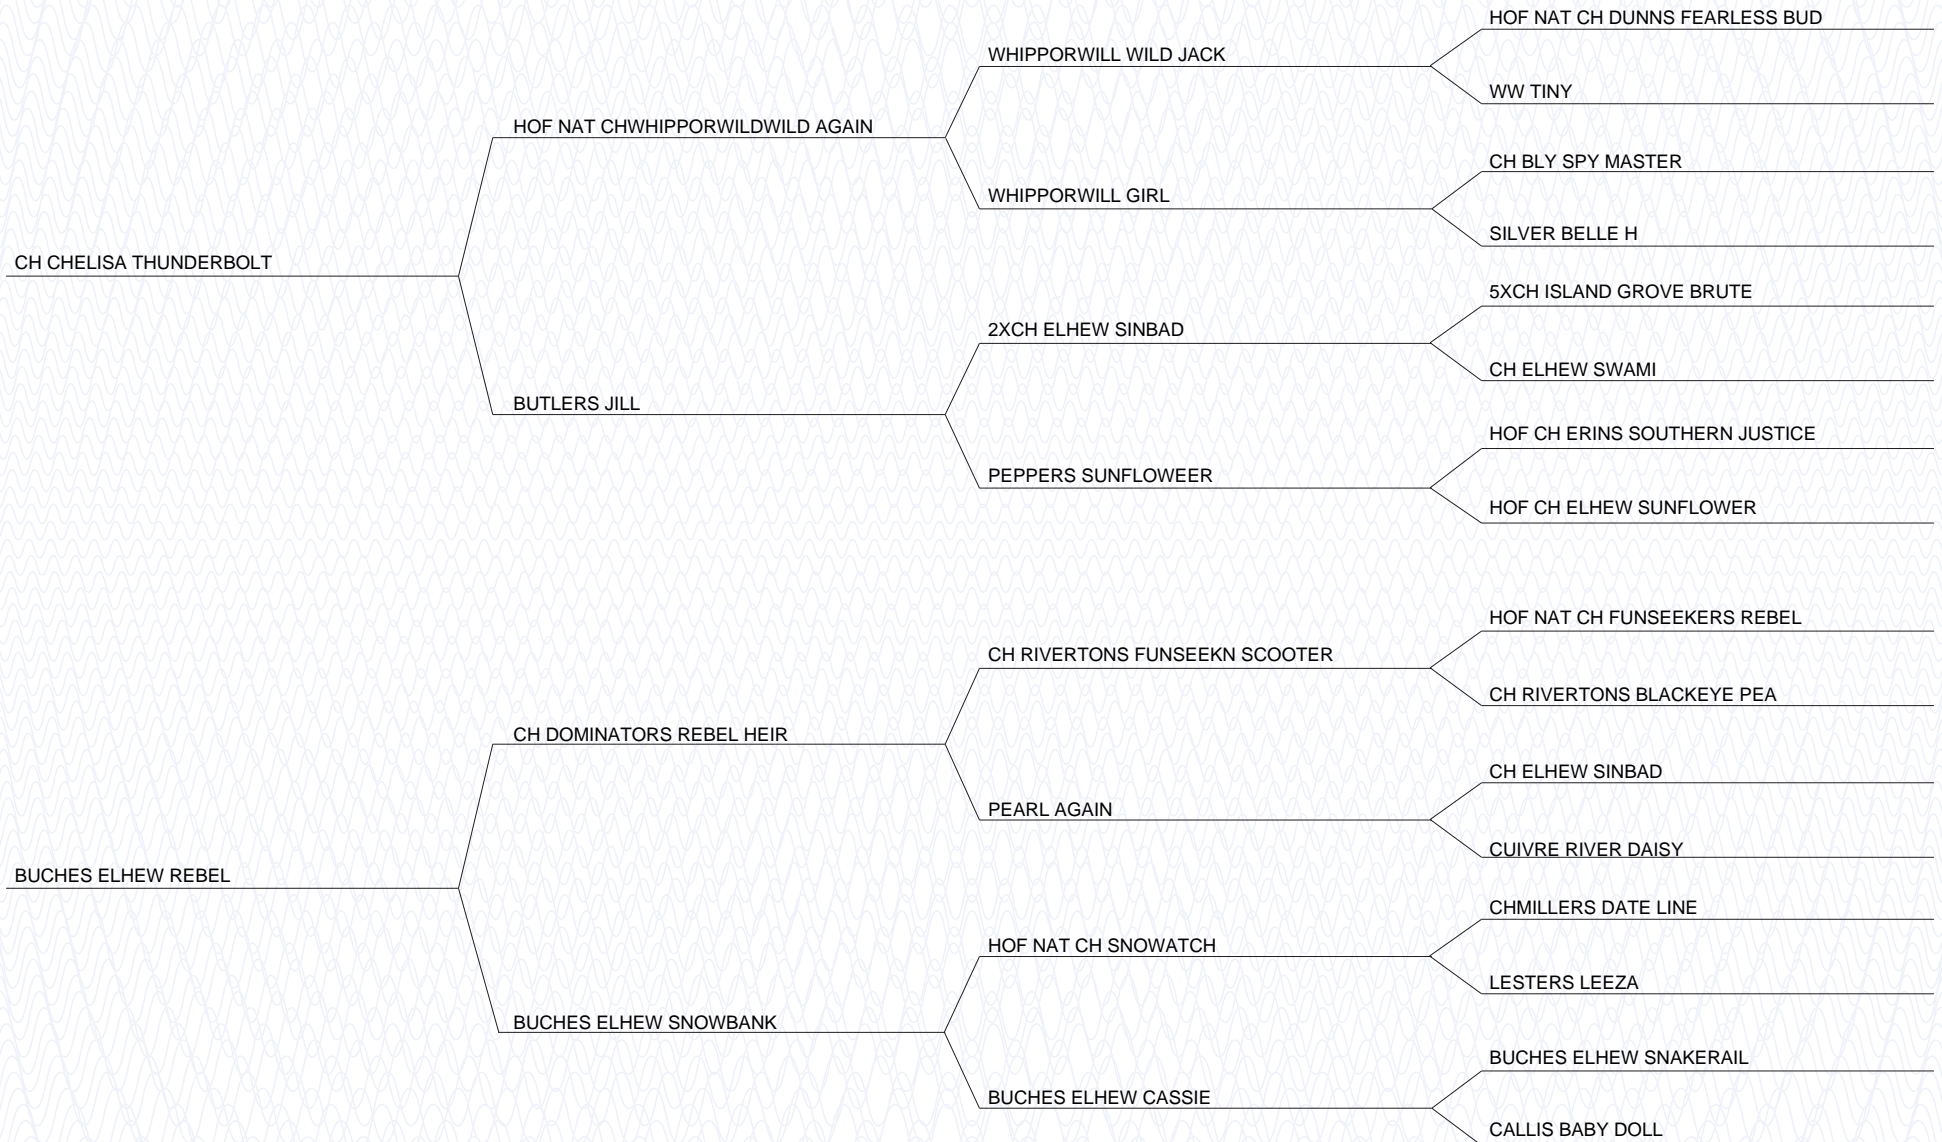 HOF NAT CH DUNNS FEARLESS BUD
WHIPPORWILL WILD JACK
WW TINY
HOF NAT CHWHIPPORWILDWILD AGAIN
CH BLY SPY MASTER
WHIPPORWILL GIRL
SILVER BELLE H
CH CHELISA THUNDERBOLT
5XCH ISLAND GROVE BRUTE
2XCH ELHEW SINBAD
CH ELHEW SWAMI
BUTLERS JILL
HOF CH ERINS SOUTHERN JUSTICE
PEPPERS SUNFLOWEER
HOF CH ELHEW SUNFLOWER
HOF NAT CH FUNSEEKERS REBEL
CH RIVERTONS FUNSEEKN SCOOTER
CH RIVERTONS BLACKEYE PEA
CH DOMINATORS REBEL HEIR
CH ELHEW SINBAD
PEARL AGAIN
CUIVRE RIVER DAISY
BUCHES ELHEW REBEL
CHMILLERS DATE LINE
HOF NAT CH SNOWATCH
LESTERS LEEZA
BUCHES ELHEW SNOWBANK
BUCHES ELHEW SNAKERAIL
BUCHES ELHEW CASSIE
CALLIS BABY DOLL